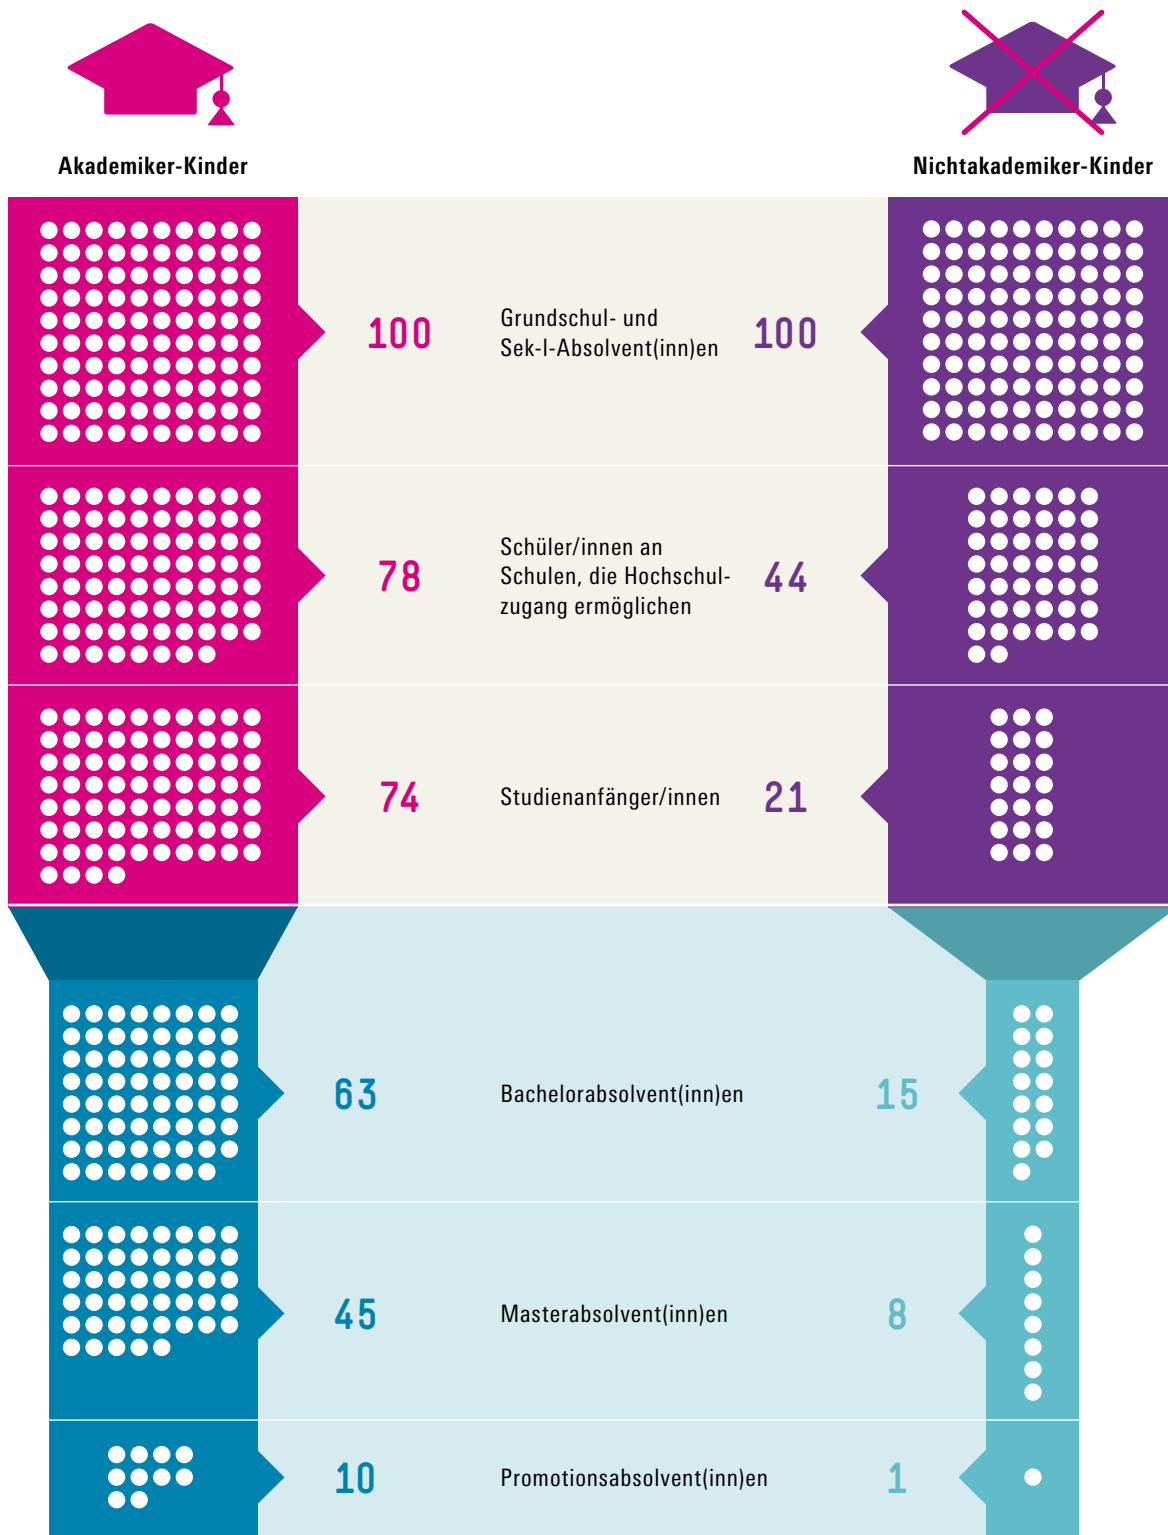 Akademiker-Kinder
Nichtakademiker-Kinder
100
Grundschul- und
Sek-I-Absolvent(inn)en
100
78
Schüler/innen an
Schulen, die Hochschul-
zugang ermöglichen
44
74
Studienanfänger/innen
21
63
Bachelorabsolvent(inn)en
15
45
Masterabsolvent(inn)en
8
10
Promotionsabsolvent(inn)en
1